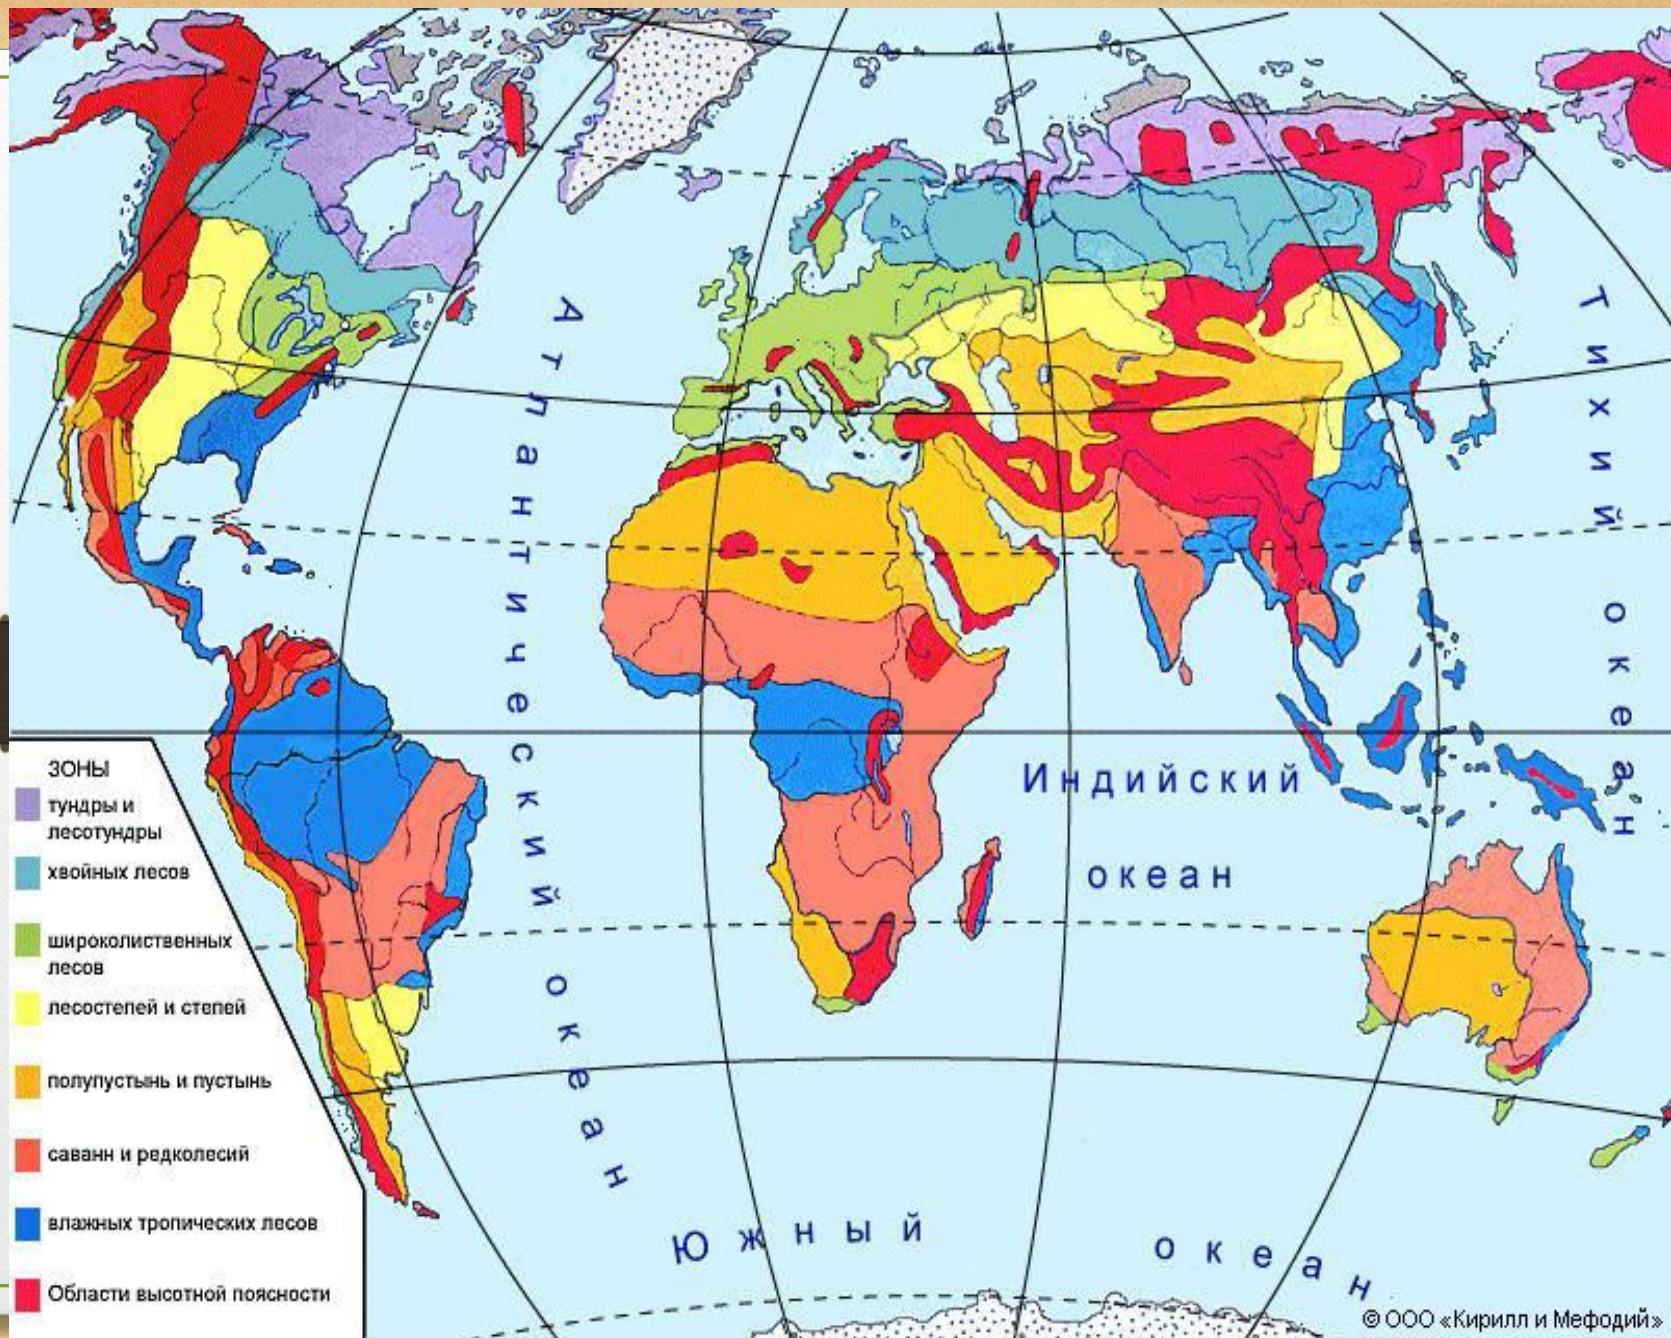 Атлантический океан
Тихий океан
Индийский
океан
Южный океан
ЗОНЫ
тундры и
лесотундры
хвойных лесов
широколиственных
лесов
лесостепей и степей
полупустынь и пустынь
саванн и редколесий
влажных тропических лесов
Области высотной поясности
© ООО «Кирилл и Мефодий»